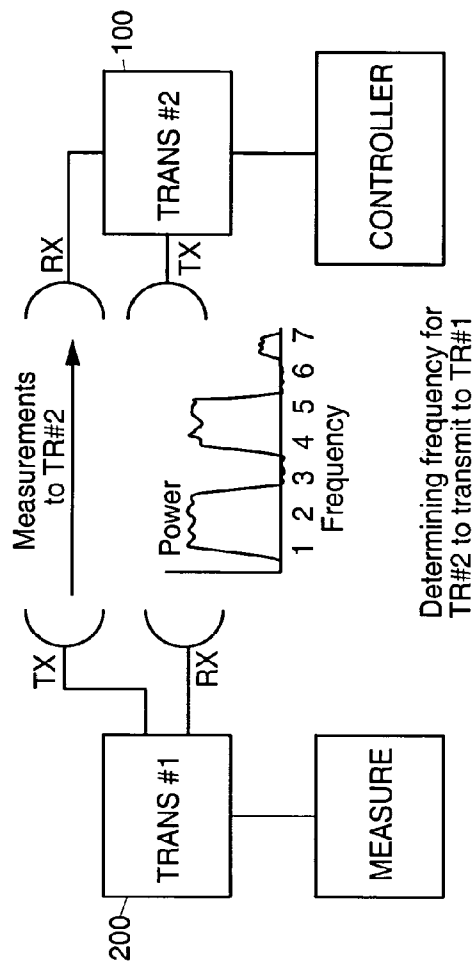 Measurements
to TR#2
TX
RX
200
TRANS #1
RX
TX
100
TRANS #2
Power
1 2 3 4 5 6 7
Frequency
MEASURE
CONTROLLER
Determining frequency for
TR#2 to transmit to TR#1